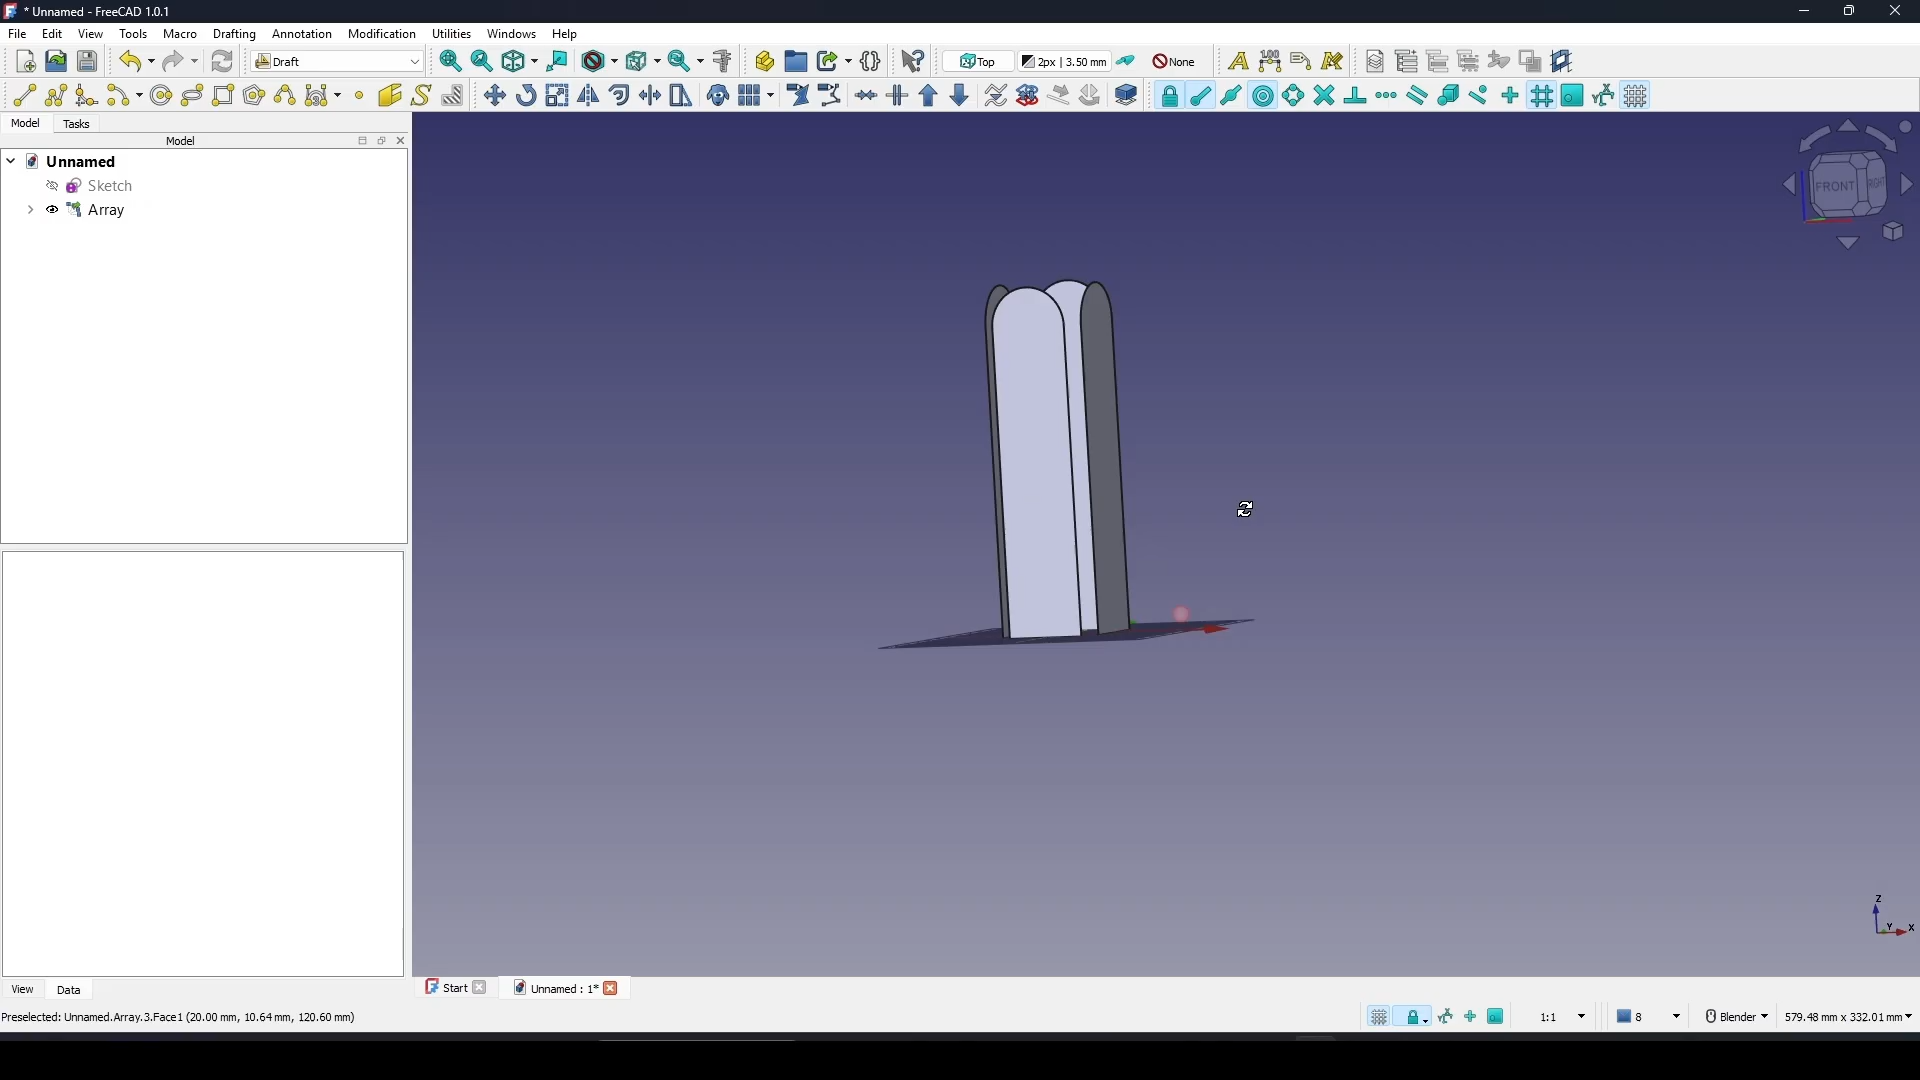 * Unnamed - FreeCAD 1.0.1
File Edit View Tools Macro Drafting Annotation Modification Utilities Windows Help
Draft
Top
2px | 3.50 mm
None
Model Tasks
Model
Unnamed
Sketch
Array
FRONT
RIGHT
Z
Y
X
View Data
Start
Unnamed : 1*
Preselected: Unnamed.Array.3.Face1 (20.00 mm, 10.64 mm, 120.60 mm)
1:1
8
Blender
579.48 mm x 332.01 mm